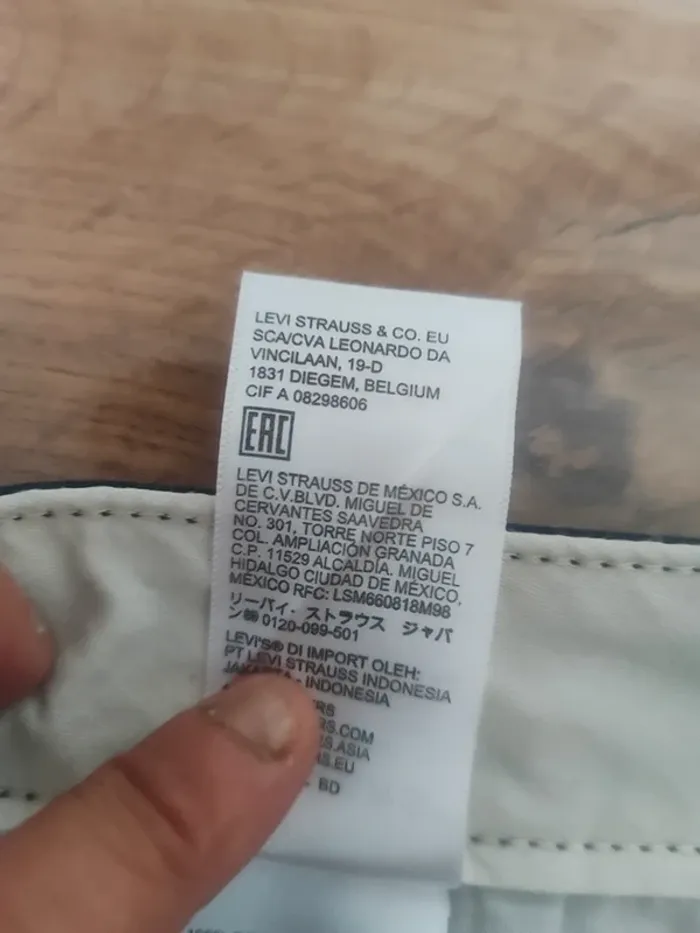 LEVI STRAUSS & CO. EU
SCA/CVA LEONARDO DA
VINCILAAN, 19-D
1831 DIEGEM, BELGIUM
CIF A 08298606
EAC
LEVI STRAUSS DE MÉXICO S.A.
DE C.V.BLVD. MIGUEL DE
CERVANTES SAAVEDRA
NO. 301, TORRE NORTE PISO 7
COL. AMPLIACIÓN GRANADA
C.P. 11529 ALCALDÍA. MIGUEL
HIDALGO CIUDAD DE MÉXICO,
MÉXICO RFC: LSM660818M98
リーバイ・ストラウス ジャパ
ン㈱ 0120-099-501
LEVI'S® DI IMPORT OLEH:
PT LEVI STRAUSS INDONESIA
JAKARTA - INDONESIA
.COM
.ASIA
.EU
- BD